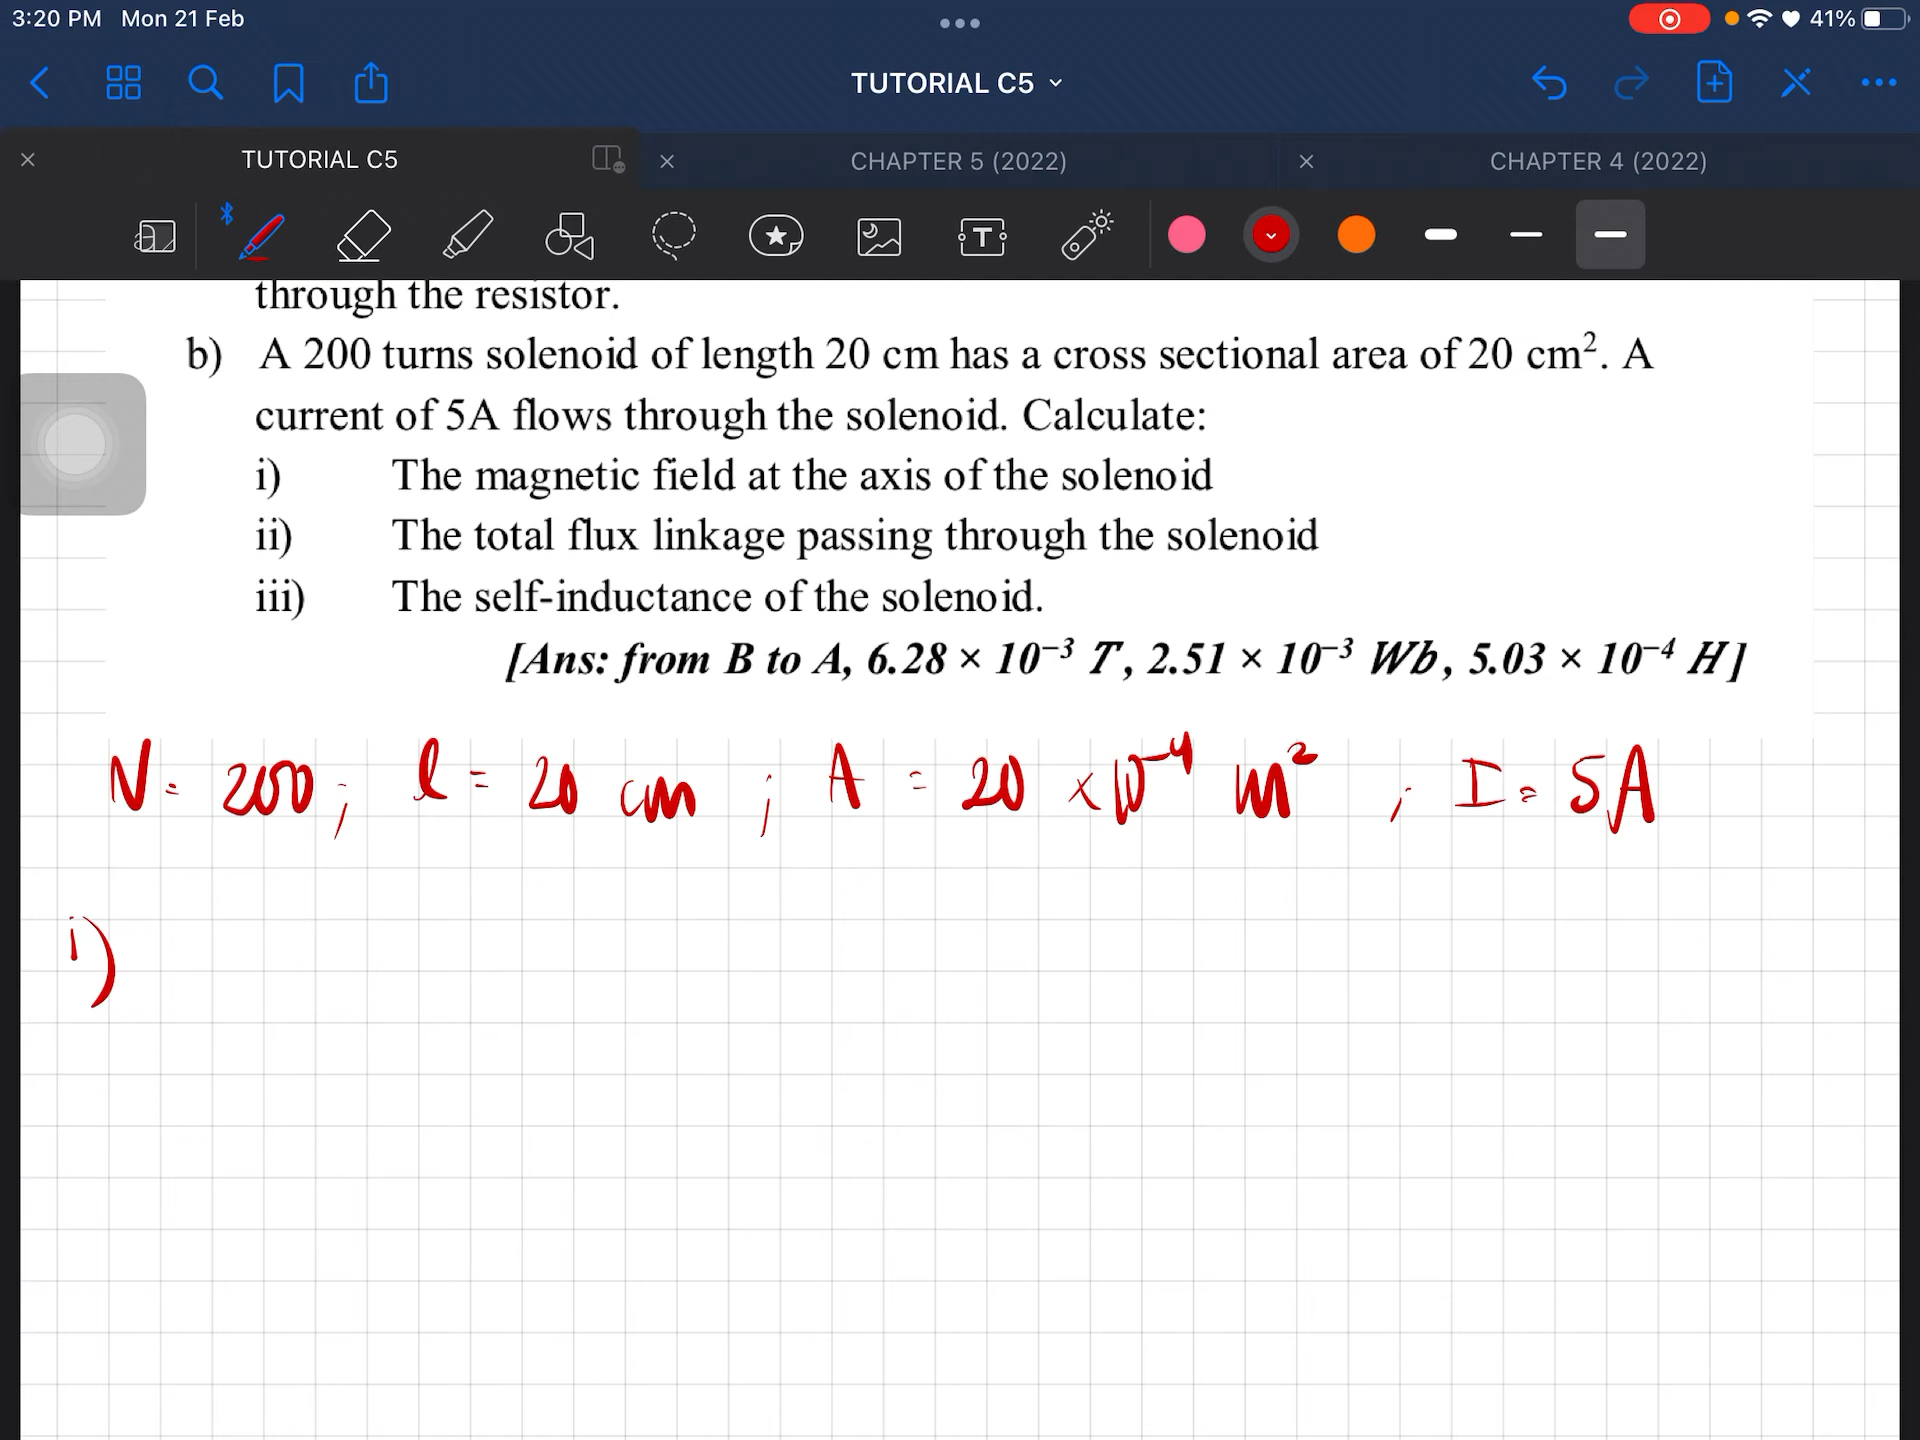 3:20 PM Mon 21 Feb
41%
TUTORIAL C5
TUTORIAL C5
CHAPTER 5 (2022)
CHAPTER 4 (2022)
through the resistor.
b) A 200 turns solenoid of length 20 cm has a cross sectional area of 20 cm². A
current of 5A flows through the solenoid. Calculate:
i) The magnetic field at the axis of the solenoid
ii) The total flux linkage passing through the solenoid
iii) The self-inductance of the solenoid.
[Ans: from B to A, 6.28 × 10⁻³ T, 2.51 × 10⁻³ Wb, 5.03 × 10⁻⁴ H]
N = 200 ; l = 20 cm ; A = 20 ×10⁻⁴ m² ; I = 5A
i)